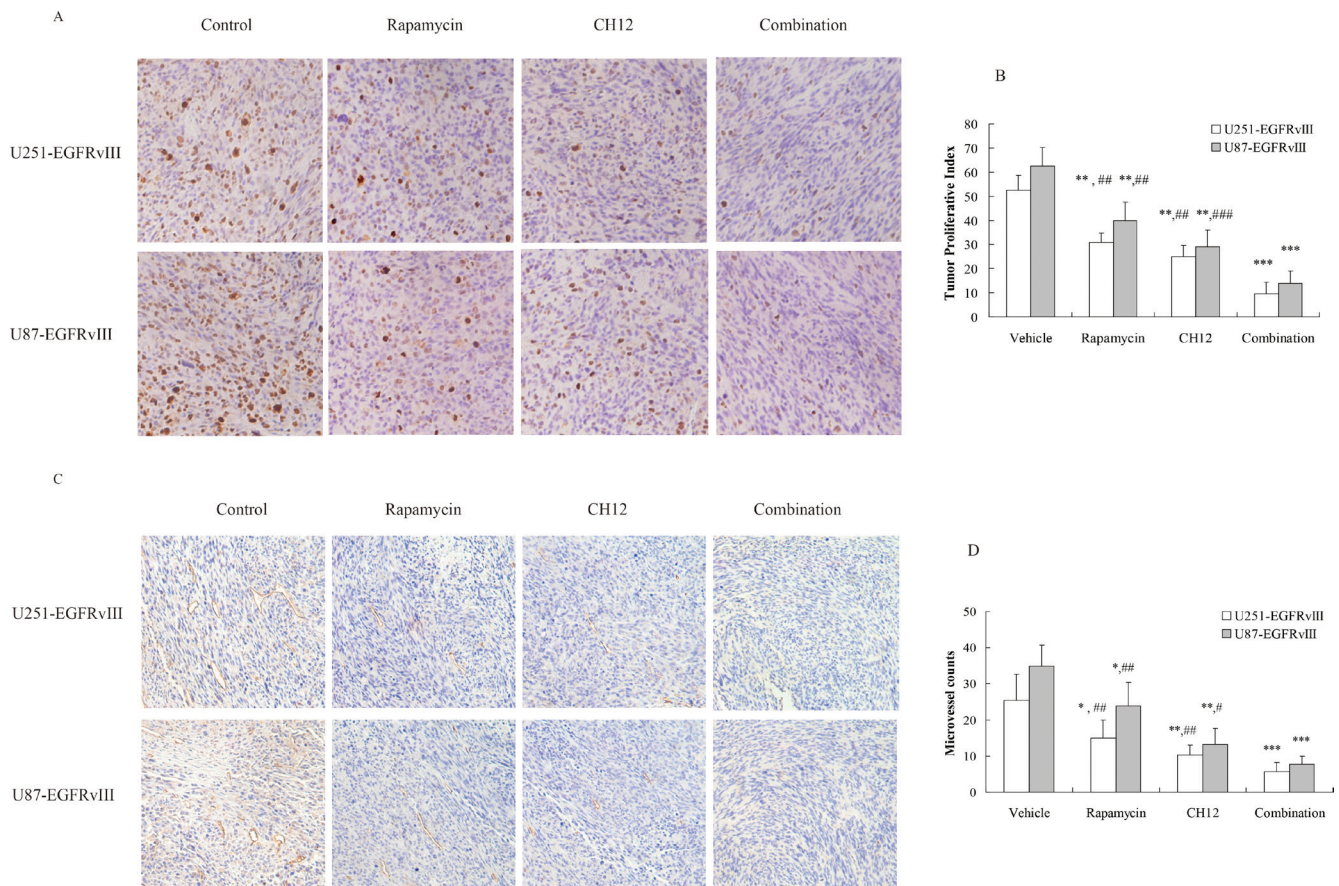 A
Control Rapamycin CH12 Combination
U251-EGFRvIII
U87-EGFRvIII
B
U251-EGFRvIII
U87-EGFRvIII
Tumor Proliferative Index
80
70
60
50
40
30
20
10
0
** , ## **,##
**,## **,###
*** ***
Vehicle Rapamycin CH12 Combination
C
Control Rapamycin CH12 Combination
U251-EGFRvIII
U87-EGFRvIII
D
U251-EGFRvIII
U87-EGFRvIII
Microvessel counts
50
40
30
20
10
0
* , ## *,##
**,## **,#
*** ***
Vehicle Rapamycin CH12 Combination